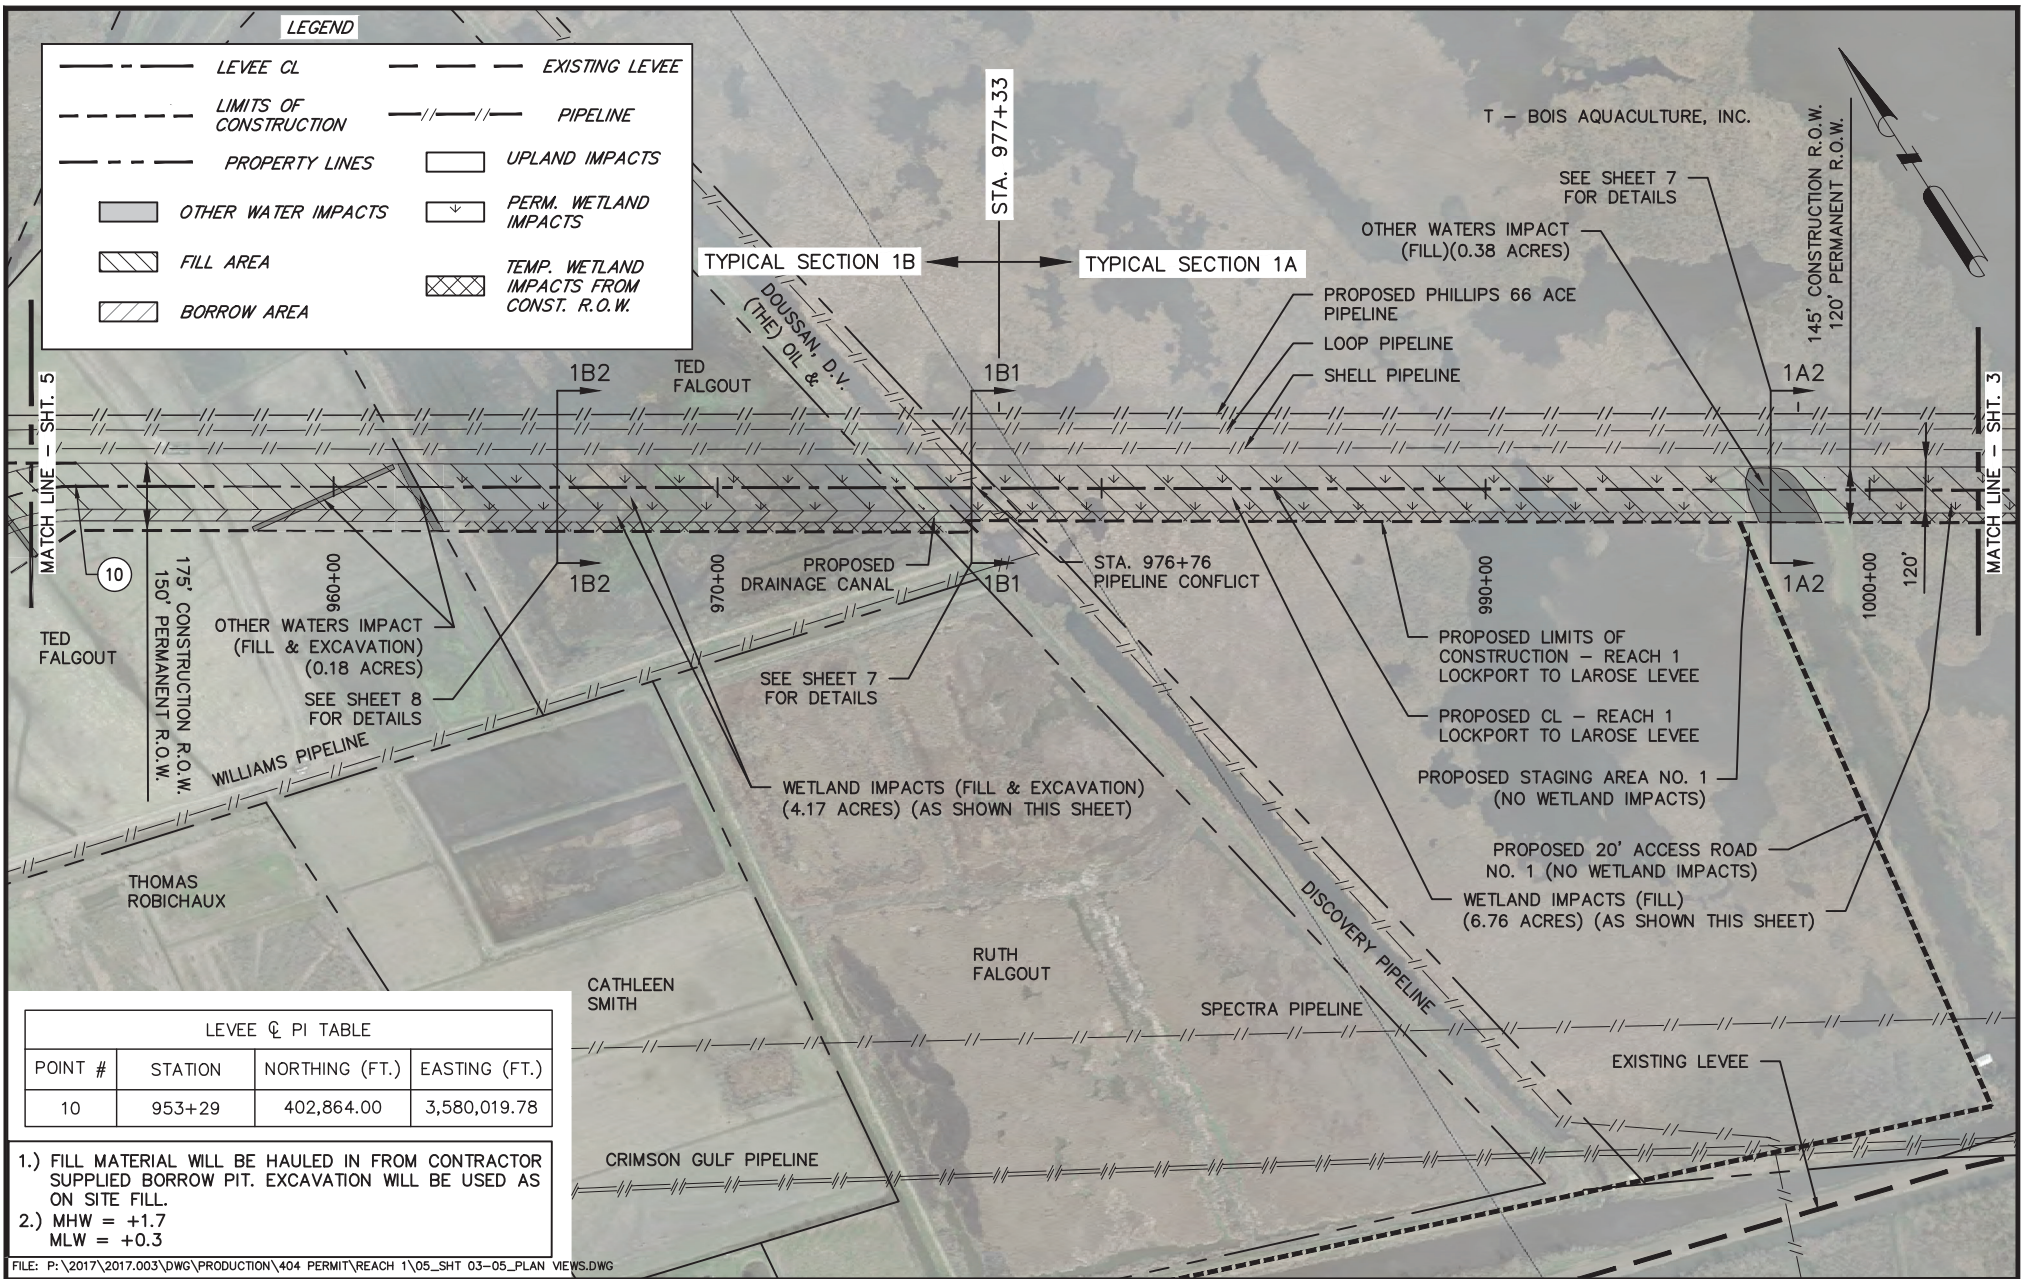 LEGEND
LEVEE CL
EXISTING LEVEE
LIMITS OF
CONSTRUCTION
PIPELINE
PROPERTY LINES
UPLAND IMPACTS
OTHER WATER IMPACTS
PERM. WETLAND
IMPACTS
FILL AREA
TEMP. WETLAND
IMPACTS FROM
CONST. R.O.W.
BORROW AREA
STA. 977+33
TYPICAL SECTION 1B
TYPICAL SECTION 1A
T - BOIS AQUACULTURE, INC.
SEE SHEET 7
FOR DETAILS
OTHER WATERS IMPACT
(FILL)(0.38 ACRES)
145' CONSTRUCTION R.O.W.
120' PERMANENT R.O.W.
PROPOSED PHILLIPS 66 ACE
PIPELINE
LOOP PIPELINE
SHELL PIPELINE
DOUSSAN, D.V.
(THE) OIL &
TED
FALGOUT
1B2
1B1
1A2
MATCH LINE - SHT. 5
MATCH LINE - SHT. 3
10
175' CONSTRUCTION R.O.W.
150' PERMANENT R.O.W.
960+00
970+00
990+00
1000+00
120'
1B2
1B1
1A2
PROPOSED
DRAINAGE CANAL
STA. 976+76
PIPELINE CONFLICT
TED
FALGOUT
OTHER WATERS IMPACT
(FILL & EXCAVATION)
(0.18 ACRES)
SEE SHEET 8
FOR DETAILS
SEE SHEET 7
FOR DETAILS
PROPOSED LIMITS OF
CONSTRUCTION - REACH 1
LOCKPORT TO LAROSE LEVEE
PROPOSED CL - REACH 1
LOCKPORT TO LAROSE LEVEE
WILLIAMS PIPELINE
WETLAND IMPACTS (FILL & EXCAVATION)
(4.17 ACRES) (AS SHOWN THIS SHEET)
PROPOSED STAGING AREA NO. 1
(NO WETLAND IMPACTS)
PROPOSED 20' ACCESS ROAD
NO. 1 (NO WETLAND IMPACTS)
WETLAND IMPACTS (FILL)
(6.76 ACRES) (AS SHOWN THIS SHEET)
THOMAS
ROBICHAUX
DISCOVERY PIPELINE
RUTH
FALGOUT
CATHLEEN
SMITH
SPECTRA PIPELINE
EXISTING LEVEE
CRIMSON GULF PIPELINE
LEVEE ℄ PI TABLE
POINT # STATION NORTHING (FT.) EASTING (FT.)
10 953+29 402,864.00 3,580,019.78
1.) FILL MATERIAL WILL BE HAULED IN FROM CONTRACTOR
SUPPLIED BORROW PIT. EXCAVATION WILL BE USED AS
ON SITE FILL.
2.) MHW = +1.7
MLW = +0.3
FILE: P:\2017\2017.003\DWG\PRODUCTION\404 PERMIT\REACH 1\05_SHT 03-05_PLAN VIEWS.DWG